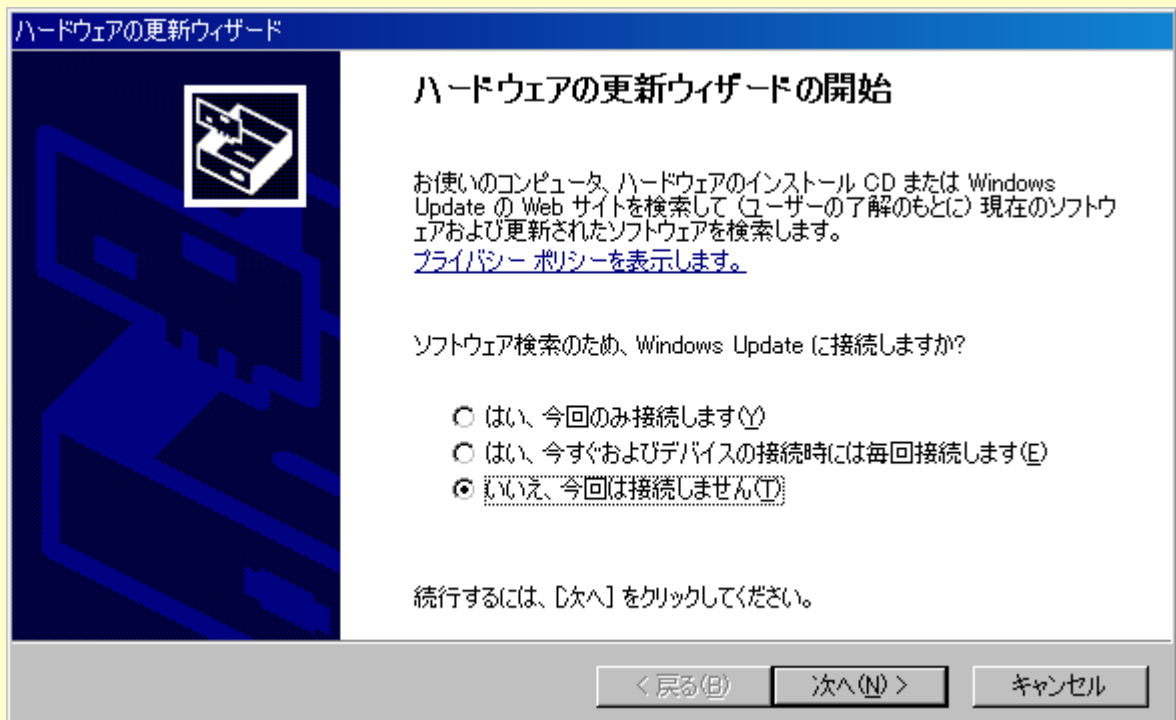 ハードウェアの更新ウィザード
ハードウェアの更新ウィザードの開始
お使いのコンピュータ、ハードウェアのインストール CD または Windows
Update の Web サイトを検索して (ユーザーの了解のもとに) 現在のソフトウ
ェアおよび更新されたソフトウェアを検索します。
プライバシー ポリシーを表示します。
ソフトウェア検索のため、Windows Update に接続しますか?
はい、今回のみ接続します(Y)
はい、今すぐおよびデバイスの接続時には毎回接続します(E)
いいえ、今回は接続しません(T)
続行するには、[次へ] をクリックしてください。
< 戻る(B) 次へ(N) > キャンセル